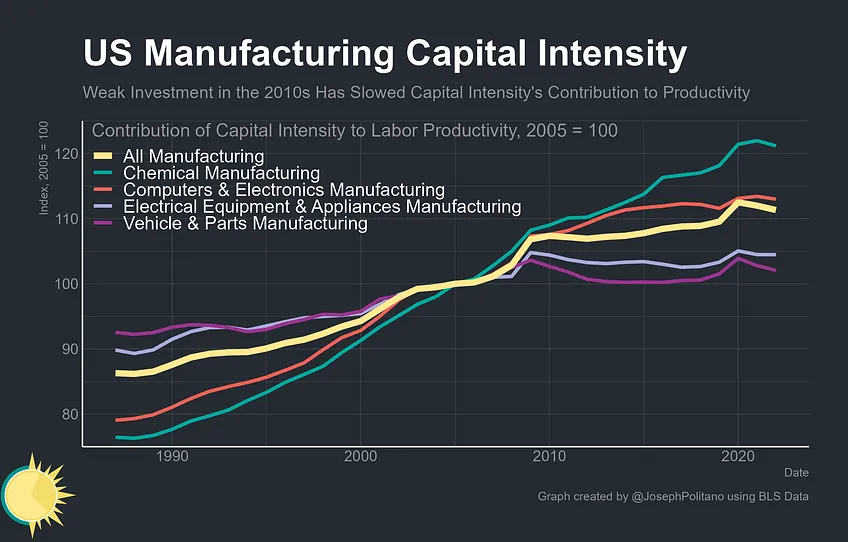 US Manufacturing Capital Intensity
Weak Investment in the 2010s Has Slowed Capital Intensity's Contribution to Productivity
Index, 2005 = 100
Contribution of Capital Intensity to Labor Productivity, 2005 = 100
All Manufacturing
Chemical Manufacturing
Computers & Electronics Manufacturing
Electrical Equipment & Appliances Manufacturing
Vehicle & Parts Manufacturing
120
110
100
90
80
1990 2000 2010 2020
Date
Graph created by @JosephPolitano using BLS Data